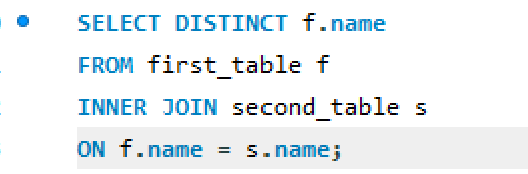 SELECT DISTINCT f.name
FROM first_table f
INNER JOIN second_table s
ON f.name = s.name;